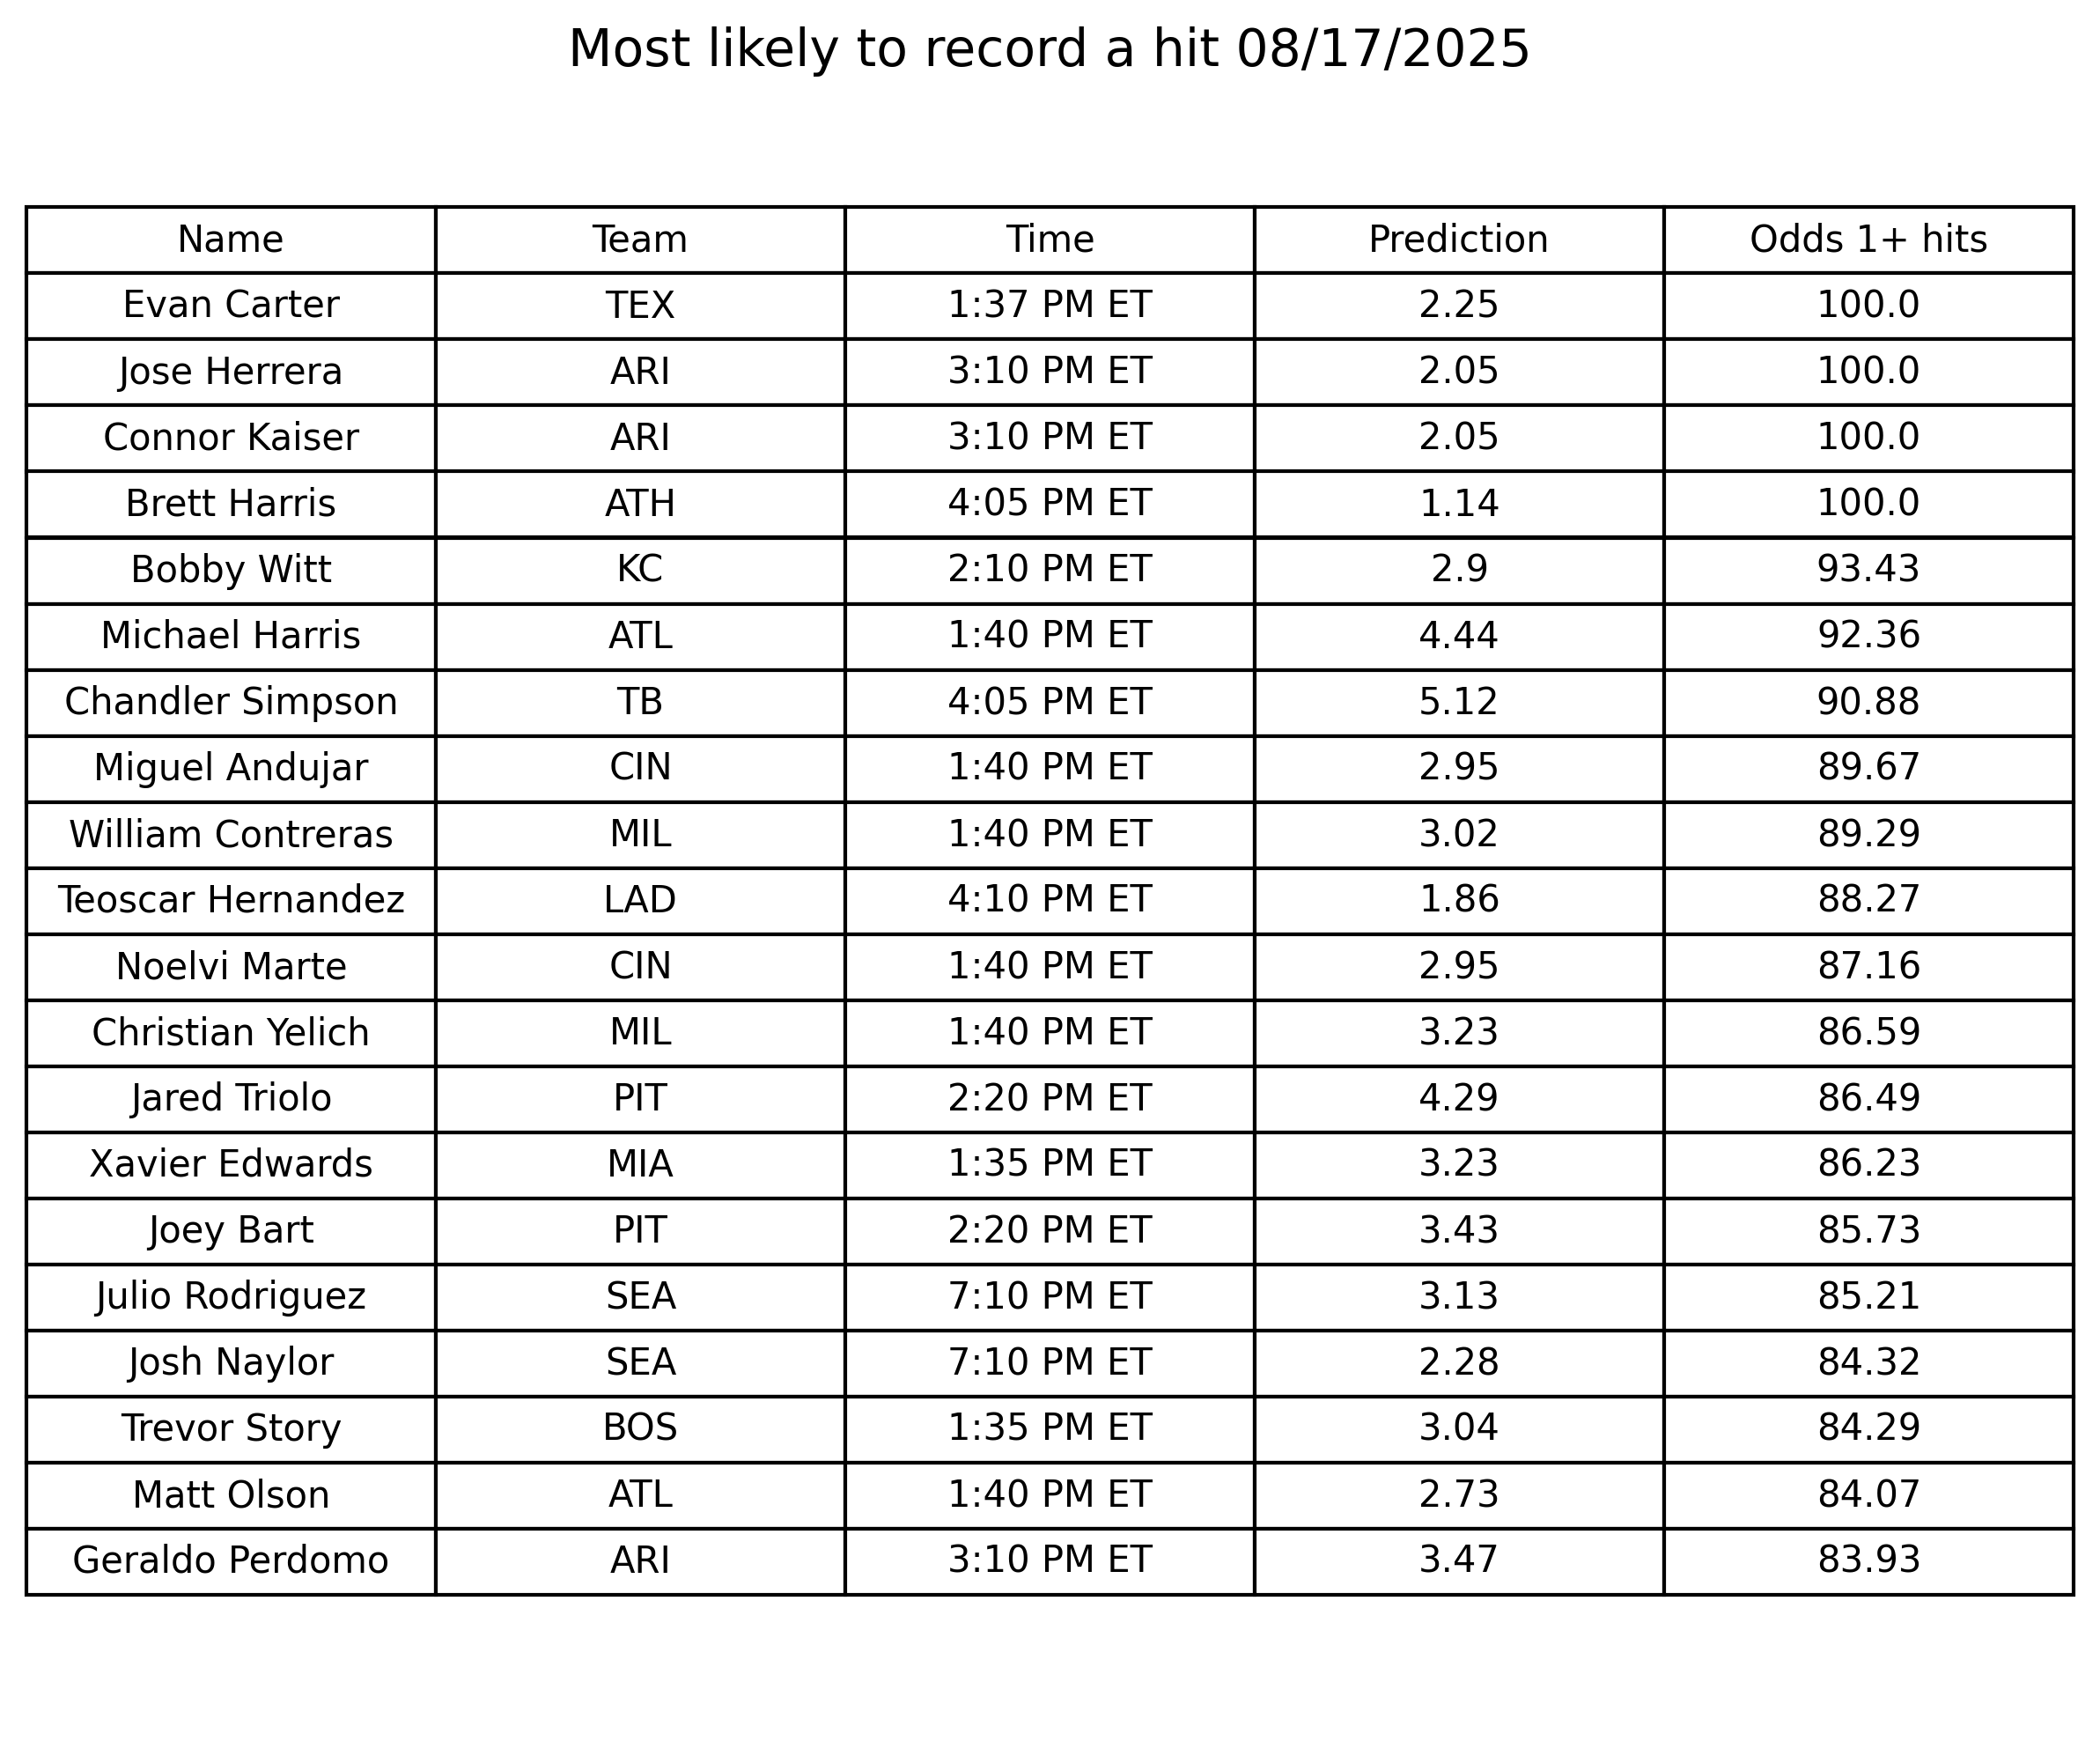 Most likely to record a hit 08/17/2025
Name Team Time Prediction Odds 1+ hits
Evan Carter TEX 1:37 PM ET 2.25 100.0
Jose Herrera ARI 3:10 PM ET 2.05 100.0
Connor Kaiser ARI 3:10 PM ET 2.05 100.0
Brett Harris ATH 4:05 PM ET 1.14 100.0
Bobby Witt KC 2:10 PM ET 2.9 93.43
Michael Harris ATL 1:40 PM ET 4.44 92.36
Chandler Simpson TB 4:05 PM ET 5.12 90.88
Miguel Andujar CIN 1:40 PM ET 2.95 89.67
William Contreras MIL 1:40 PM ET 3.02 89.29
Teoscar Hernandez LAD 4:10 PM ET 1.86 88.27
Noelvi Marte CIN 1:40 PM ET 2.95 87.16
Christian Yelich MIL 1:40 PM ET 3.23 86.59
Jared Triolo PIT 2:20 PM ET 4.29 86.49
Xavier Edwards MIA 1:35 PM ET 3.23 86.23
Joey Bart PIT 2:20 PM ET 3.43 85.73
Julio Rodriguez SEA 7:10 PM ET 3.13 85.21
Josh Naylor SEA 7:10 PM ET 2.28 84.32
Trevor Story BOS 1:35 PM ET 3.04 84.29
Matt Olson ATL 1:40 PM ET 2.73 84.07
Geraldo Perdomo ARI 3:10 PM ET 3.47 83.93